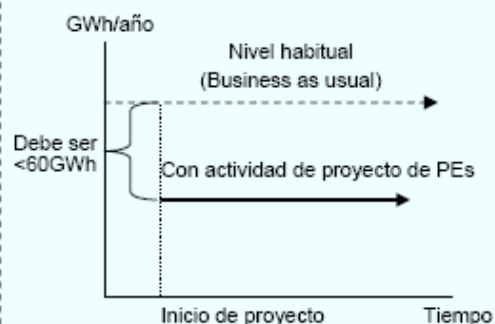 GWh/año
Nivel habitual
(Business as usual)
Debe ser
<60GWh
Con actividad de proyecto de PEs
Inicio de proyecto
Tiempo